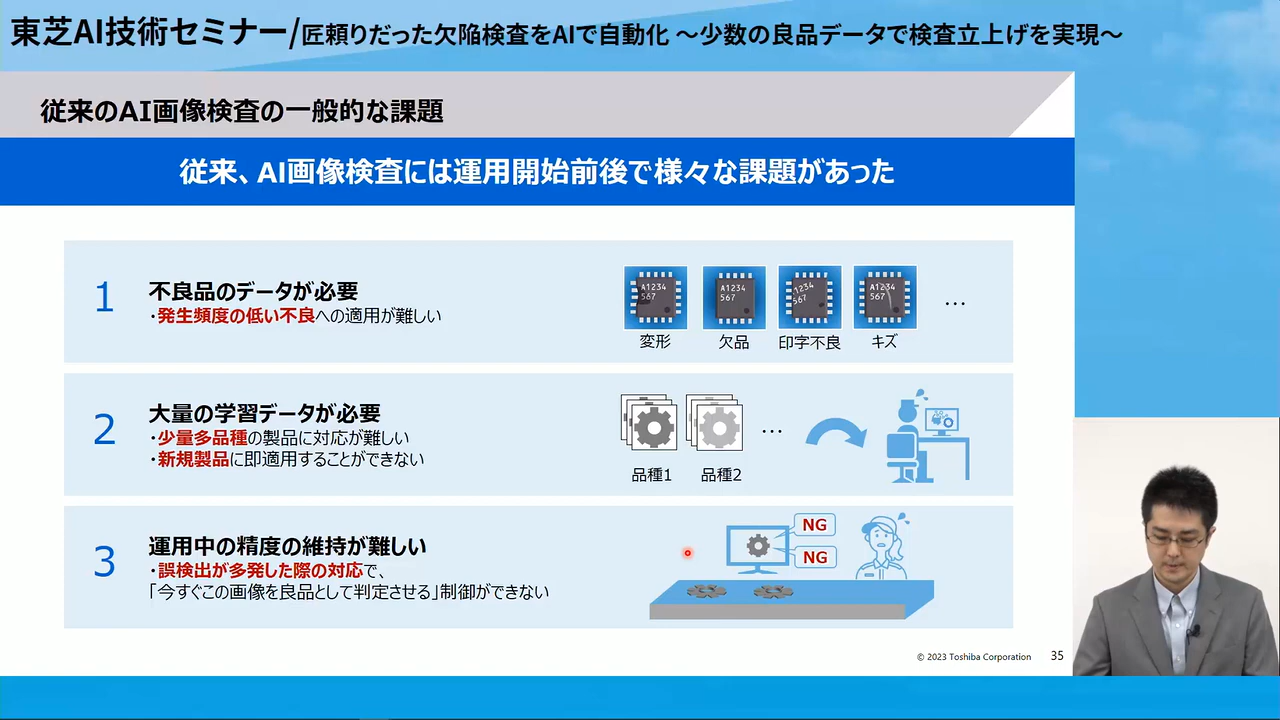 東芝AI技術セミナー/匠頼りだった欠陥検査をAIで自動化 ～少数の良品データで検査立上げを実現～
従来のAI画像検査の一般的な課題
従来、AI画像検査には運用開始前後で様々な課題があった
1
不良品のデータが必要
・発生頻度の低い不良への適用が難しい
A1234
567
A1234
567
A1234
567
A1234
567
…
変形
欠品
印字不良
キズ
2
大量の学習データが必要
・少量多品種の製品に対応が難しい
・新規製品に即適用することができない
…
品種1
品種2
3
運用中の精度の維持が難しい
・誤検出が多発した際の対応で、
「今すぐこの画像を良品として判定させる」制御ができない
NG
NG
© 2023 Toshiba Corporation
35